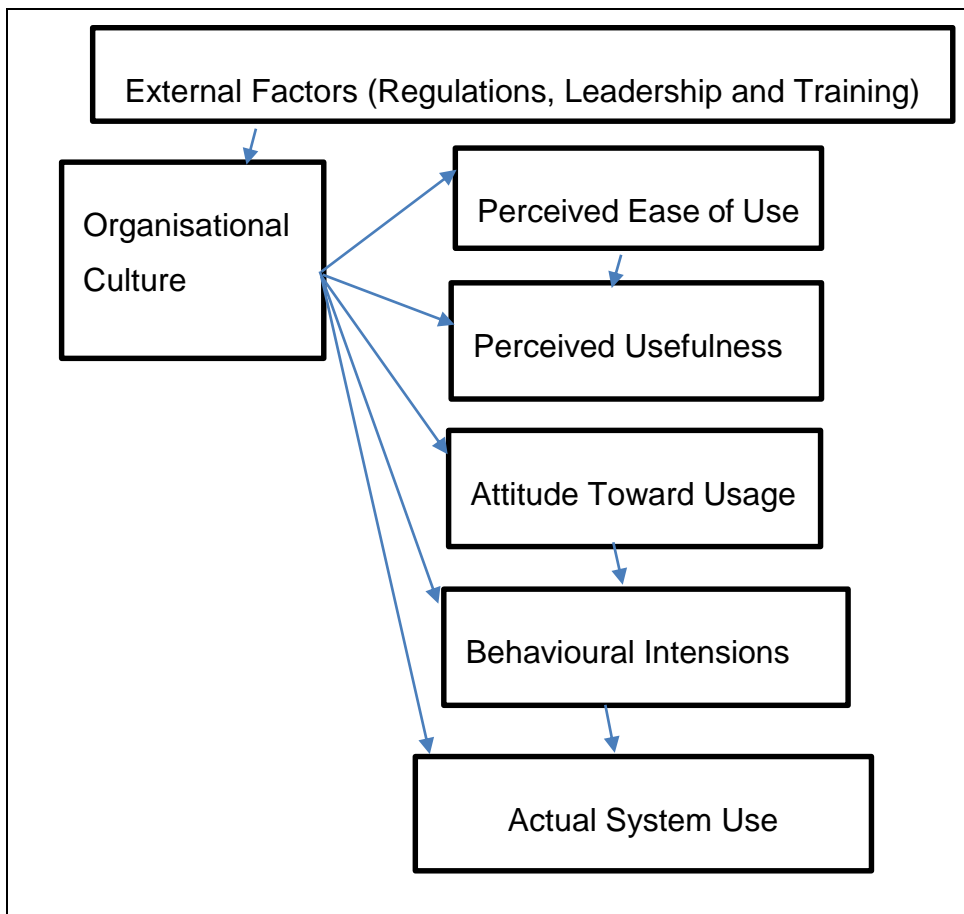 External Factors (Regulations, Leadership and Training)
Organisational
Culture
Perceived Ease of Use
Perceived Usefulness
Attitude Toward Usage
Behavioural Intensions
Actual System Use